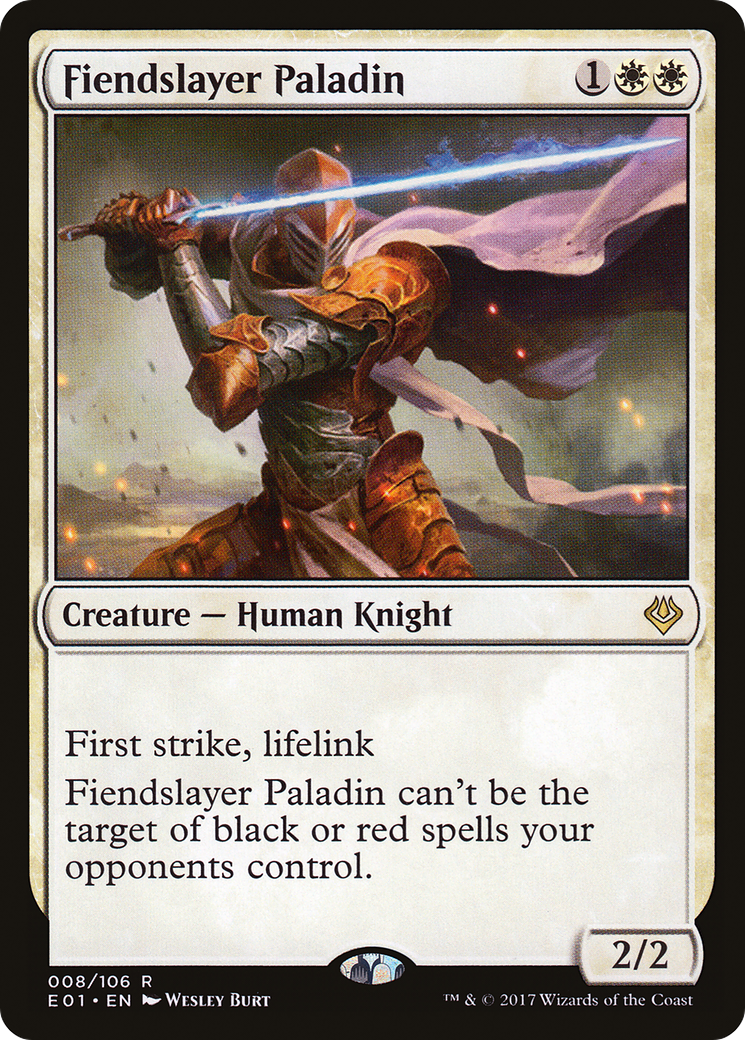 Fiendslayer Paladin 1
Creature — Human Knight
First strike, lifelink
Fiendslayer Paladin can't be the
target of black or red spells your
opponents control.
2/2
008/106 R
E01 • EN Wesley Burt
™ & © 2017 Wizards of the Coast